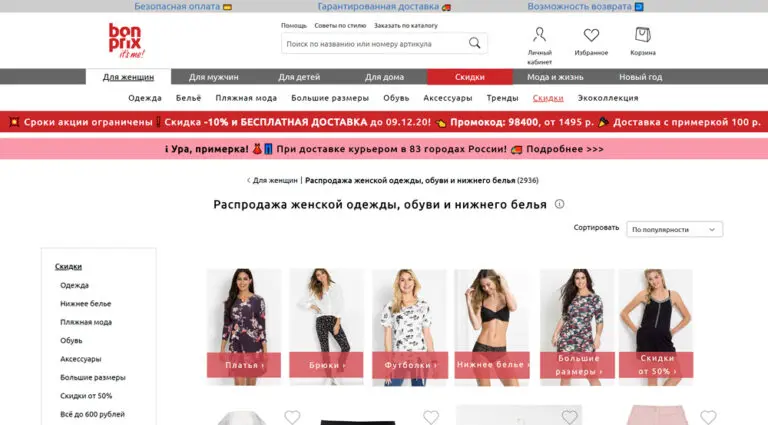 Безопасная оплата Гарантированная доставка Возможность возврата
bon
prix
it's me!
Помощь Советы по стилю Заказать по каталогу
Поиск по названию или номеру артикула
Личный
кабинет
Избранное
Корзина
Для женщин Для мужчин Для детей Для дома Скидки Мода и жизнь Новый год
Одежда Бельё Пляжная мода Большие размеры Обувь Аксессуары Тренды Скидки Экоколлекция
Сроки акции ограничены Скидка -10% и БЕСПЛАТНАЯ ДОСТАВКА до 09.12.20! Промокод: 98400, от 1495 р. Доставка с примеркой 100 р.
Ура, примерка! При доставке курьером в 83 городах России! Подробнее >>>
‹ Для женщин | Распродажа женской одежды, обуви и нижнего белья (2936)
Распродажа женской одежды, обуви и нижнего белья
Сортировать По популярности
Скидки
Одежда
Нижнее белье
Пляжная мода
Обувь
Аксессуары
Большие размеры
Скидки от 50%
Всё до 600 рублей
Платья ›
Брюки ›
Футболки ›
Нижнее белье ›
Большие
размеры ›
Скидки
от 50% ›